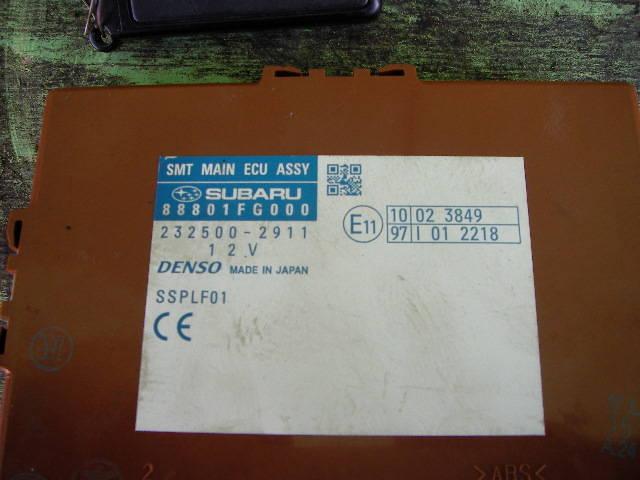 SMT MAIN ECU ASSY
SUBARU
88801FG000
232500-2911
12V
DENSO MADE IN JAPAN
SSPLF01
CE
E11
10 02 3849
97 I 01 2218
2
>ABS<